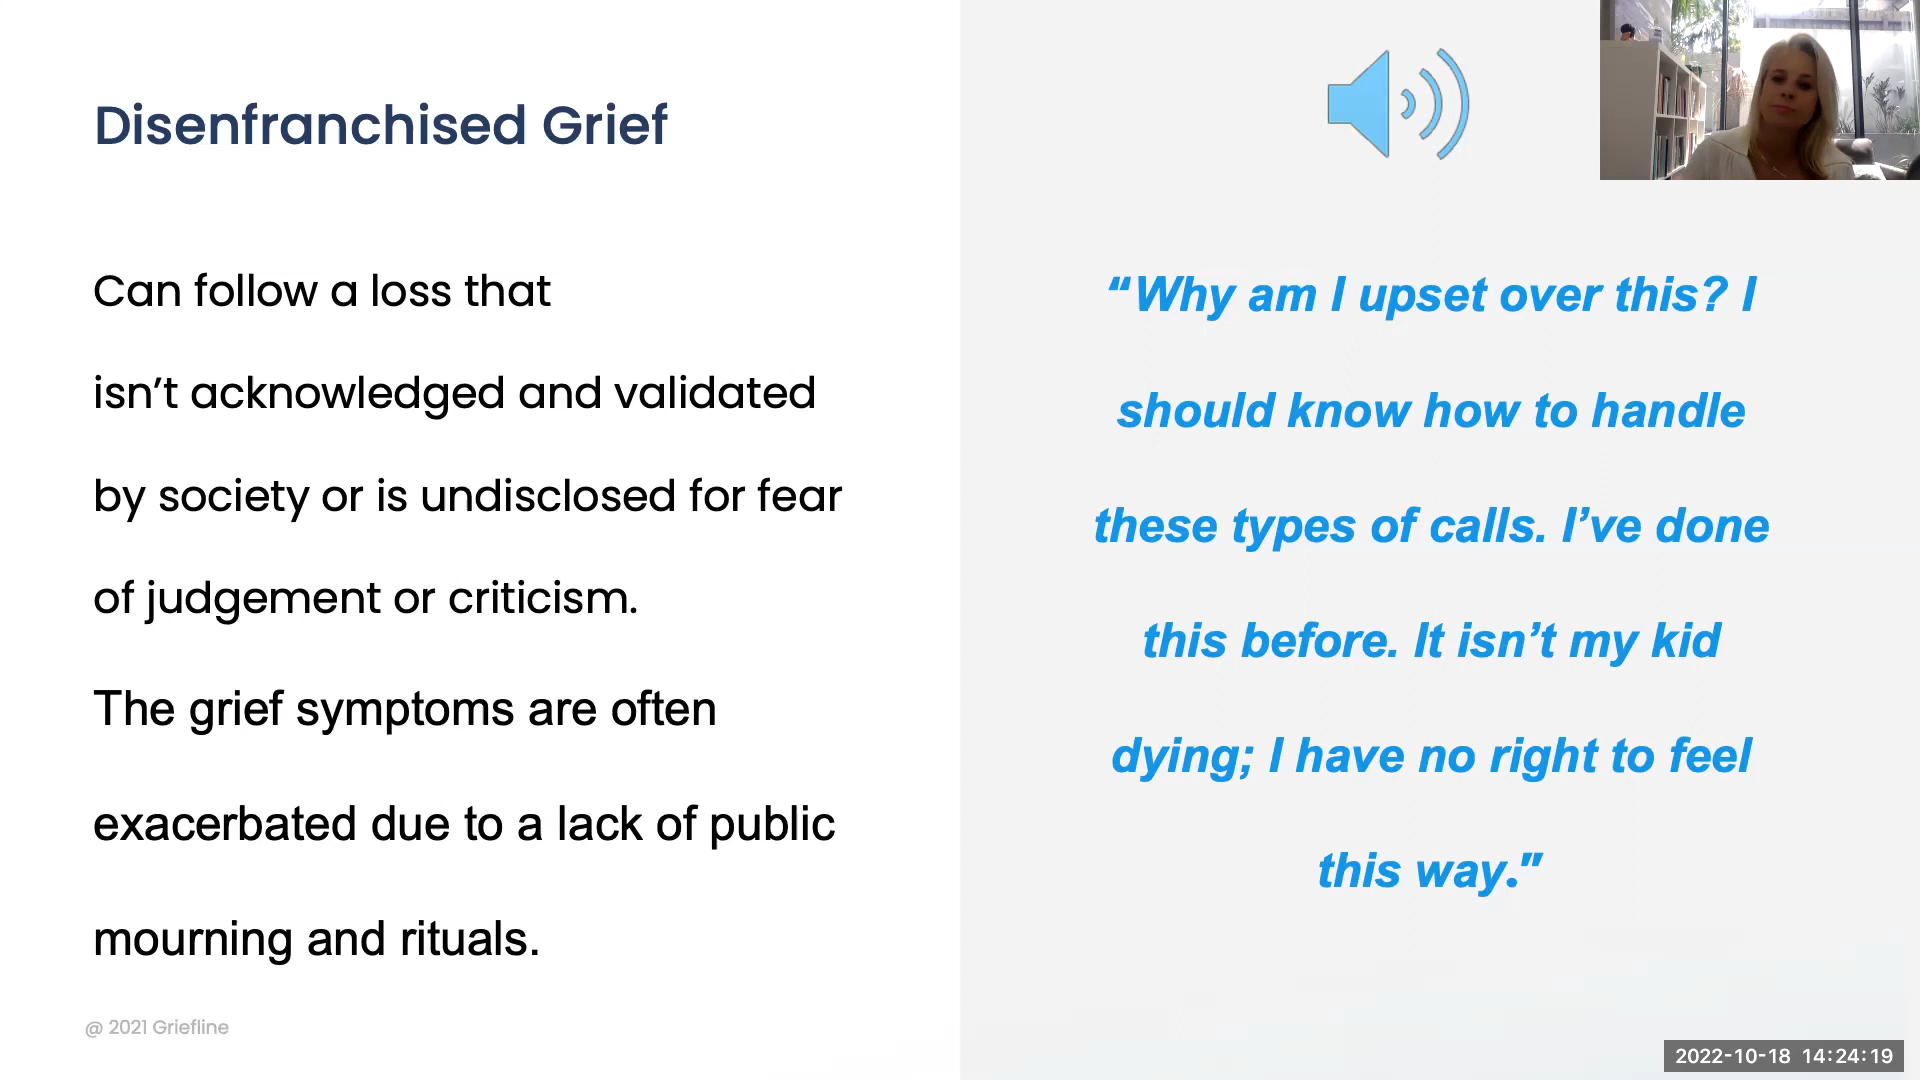 Disenfranchised Grief
Can follow a loss that
isn’t acknowledged and validated
by society or is undisclosed for fear
of judgement or criticism.
The grief symptoms are often
exacerbated due to a lack of public
mourning and rituals.
@ 2021 Griefline
“Why am I upset over this? I
should know how to handle
these types of calls. I’ve done
this before. It isn’t my kid
dying; I have no right to feel
this way.”
2022-10-18 14:24:19